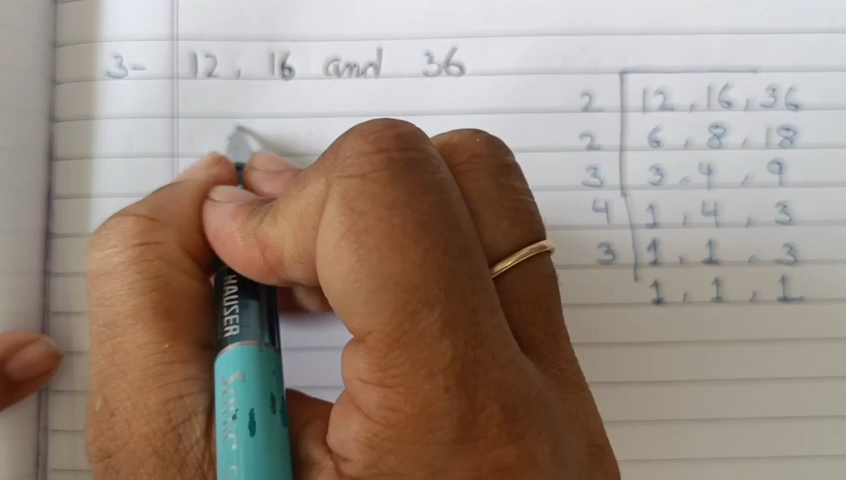 3- 12, 16 and 36
2 12, 16, 36
2 6, 8, 18
3 3, 4, 9
4 1, 4, 3
3 1, 1, 3
1, 1, 1
HAUSER